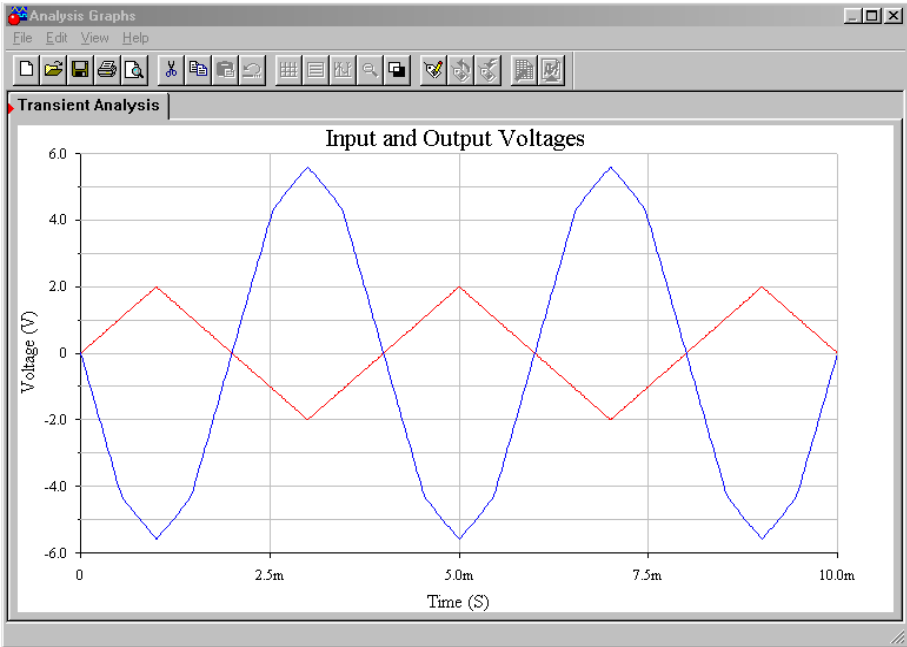 Analysis Graphs
File Edit View Help
Transient Analysis
Input and Output Voltages
6.0
4.0
2.0
0
-2.0
-4.0
-6.0
Voltage (V)
0 2.5m 5.0m 7.5m 10.0m
Time (S)